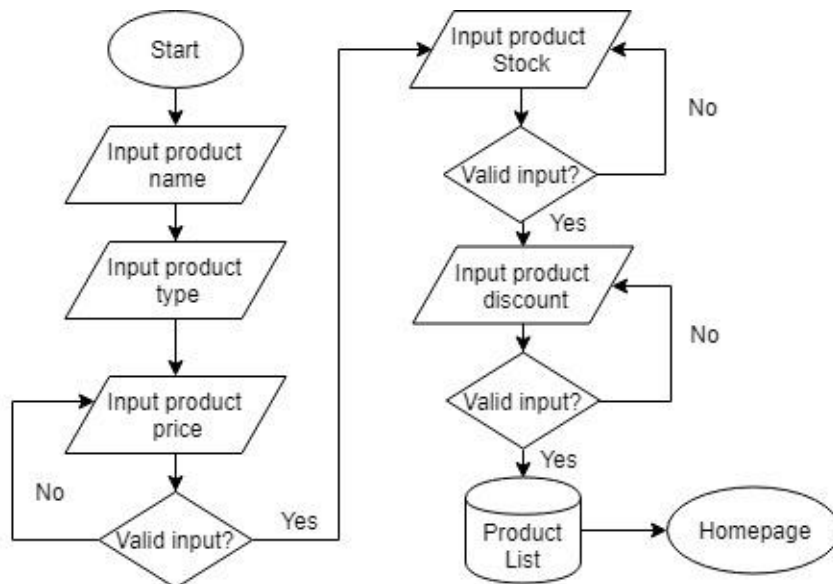 Start
Input product
name
Input product
type
Input product
price
No
Valid input?
Yes
Input product
Stock
No
Valid input?
Yes
Input product
discount
No
Valid input?
Yes
Product
List
Homepage